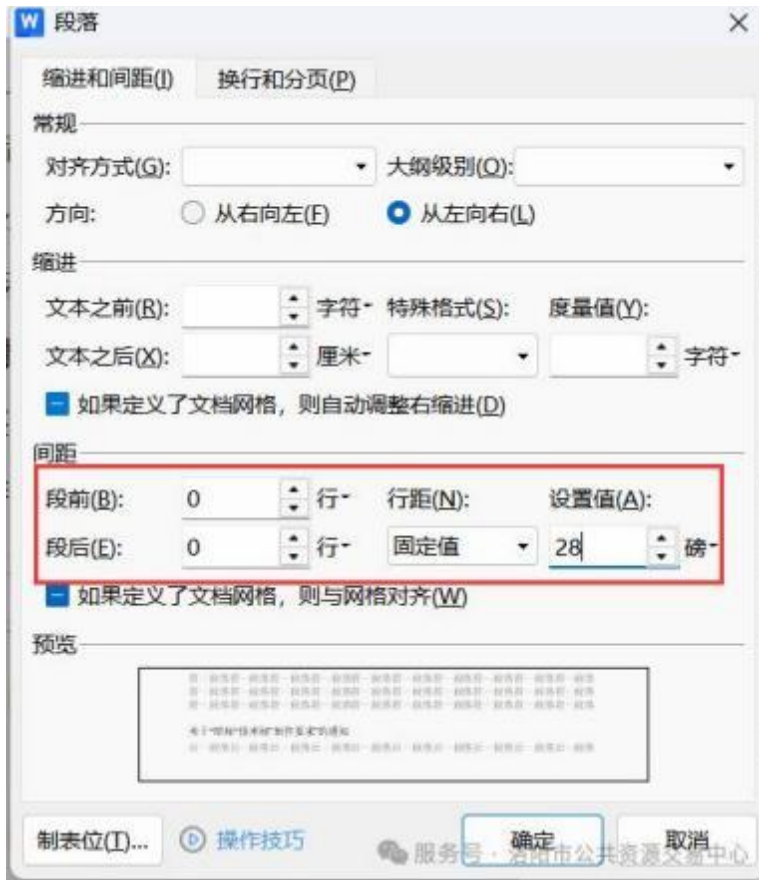 W 段落
缩进和间距(I) 换行和分页(P)
常规
对齐方式(G): 大纲级别(O):
方向: 从右向左(F) 从左向右(L)
缩进
文本之前(R): 字符 特殊格式(S): 度量值(Y):
文本之后(X): 厘米 字符
如果定义了文档网格，则自动调整右缩进(D)
间距
段前(B): 0 行 行距(N): 设置值(A):
段后(E): 0 行 固定值 28 磅
如果定义了文档网格，则与网格对齐(W)
预览
制表位(T)... 操作技巧 确定 取消
服务号 · 洛阳市公共资源交易中心